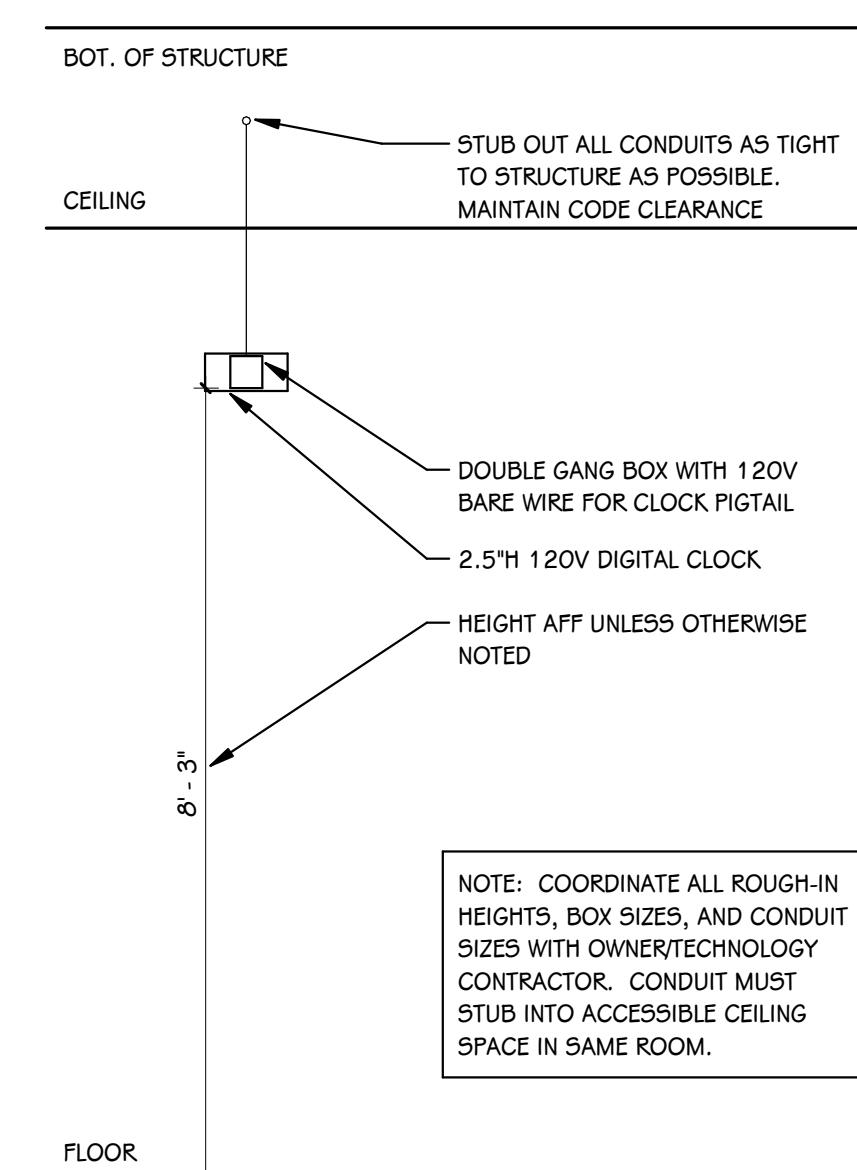 BOT. OF STRUCTURE
STUB OUT ALL CONDUITS AS TIGHT
TO STRUCTURE AS POSSIBLE.
MAINTAIN CODE CLEARANCE
CEILING
DOUBLE GANG BOX WITH 120V
BARE WIRE FOR CLOCK PIGTAIL
2.5"H 120V DIGITAL CLOCK
HEIGHT AFF UNLESS OTHERWISE
NOTED
8' - 3"
NOTE: COORDINATE ALL ROUGH-IN
HEIGHTS, BOX SIZES, AND CONDUIT
SIZES WITH OWNER/TECHNOLOGY
CONTRACTOR. CONDUIT MUST
STUB INTO ACCESSIBLE CEILING
SPACE IN SAME ROOM.
FLOOR